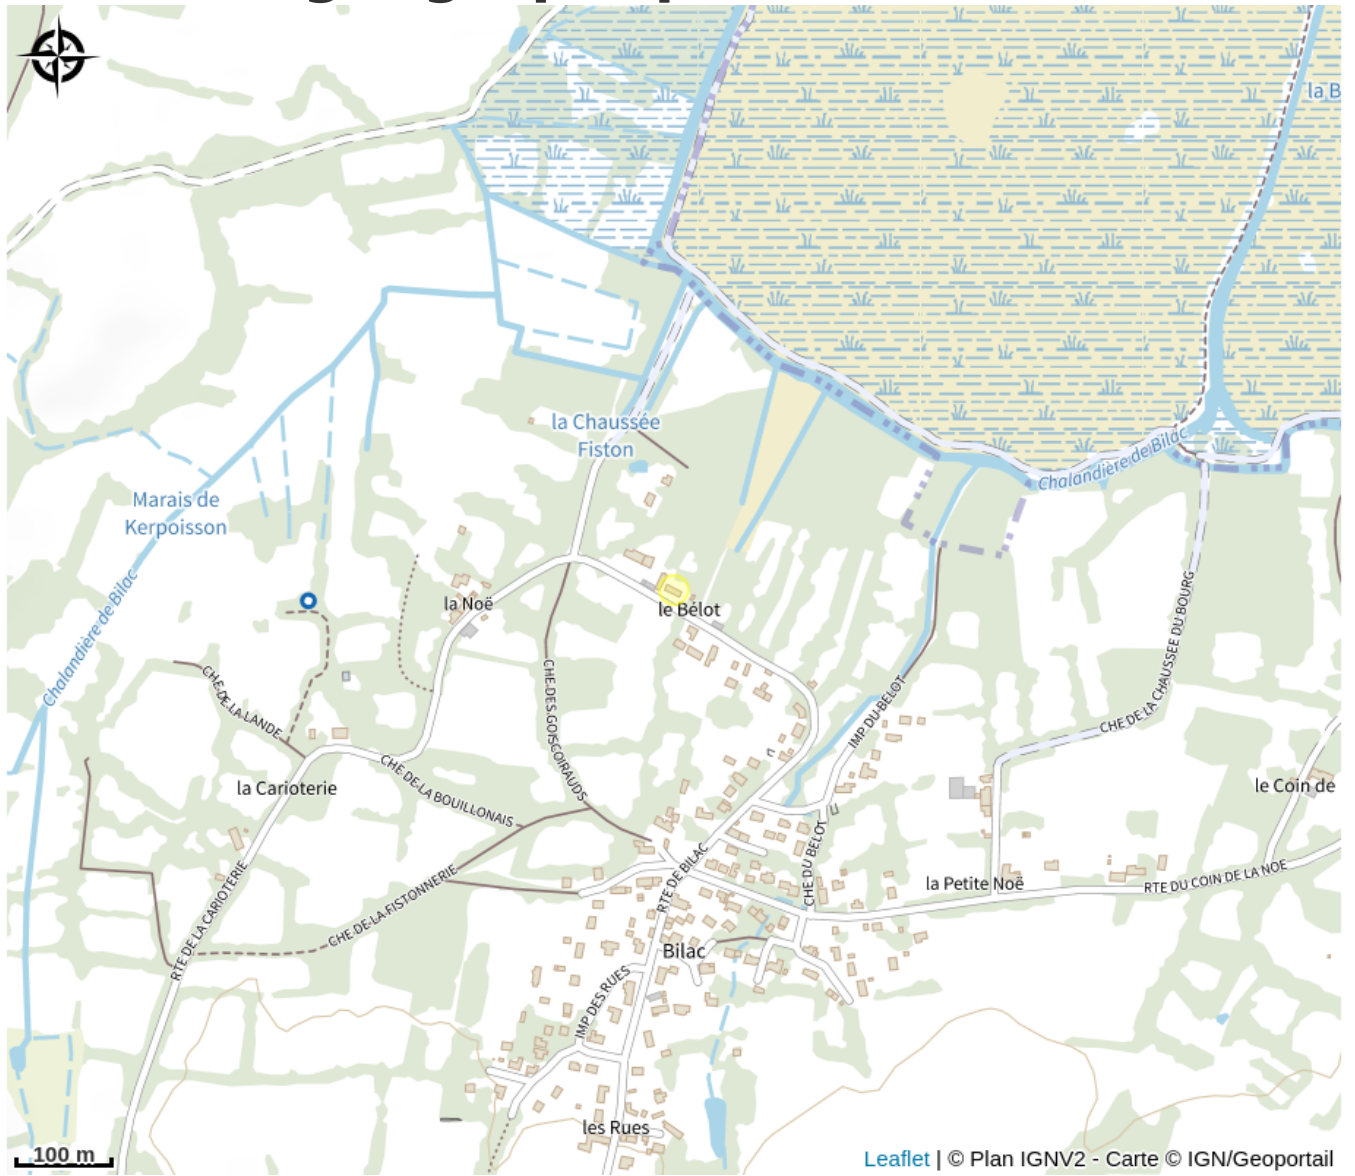 la B
la Chaussée
Fiston
Chalandière de Bilac
Marais de
Kerpoisson
Chalandière de Bilac
la Noë
le Bélot
CHE DE LA CHAUSSEE DU BOURG
CHE DE LA LANDE
CHE DES GOISCOIRAUDS
IMP DU BELOT
la Carioterie
CHE DE LA BOUILLONAIS
le Coin de
RTE DE LA CARIOTERIE
CHE DE LA FISTONNERIE
RTE DE BILAC
CHE DU BELOT
la Petite Noë
RTE DU COIN DE LA NOE
Bilac
IMP DES RUES
les Rues
100 m
Leaflet | © Plan IGNV2 - Carte © IGN/Geoportail